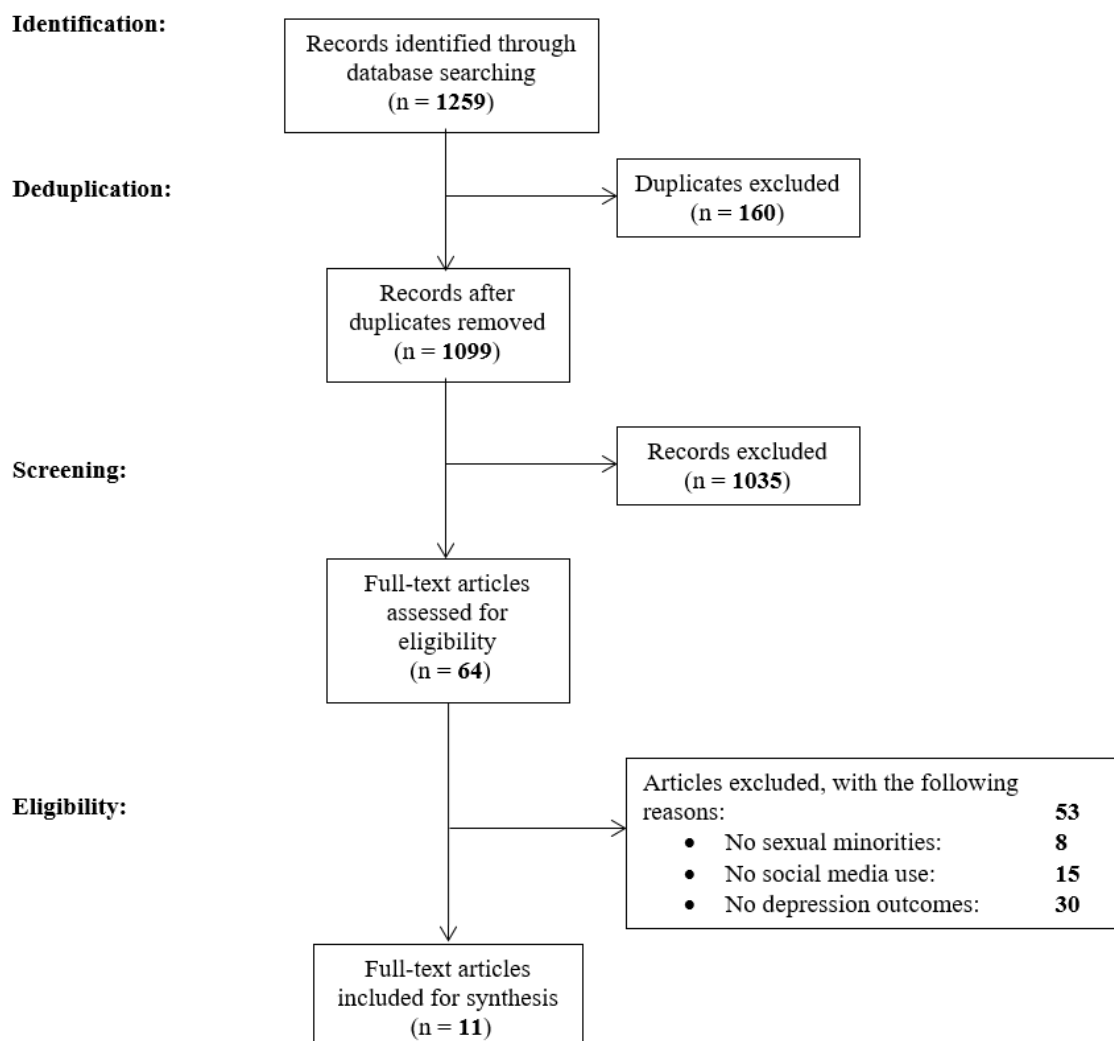 Identification:
Records identified through
database searching
(n = 1259)
Deduplication:
Duplicates excluded
(n = 160)
Records after
duplicates removed
(n = 1099)
Screening:
Records excluded
(n = 1035)
Full-text articles
assessed for
eligibility
(n = 64)
Eligibility:
Articles excluded, with the following
reasons: 53
• No sexual minorities: 8
• No social media use: 15
• No depression outcomes: 30
Full-text articles
included for synthesis
(n = 11)